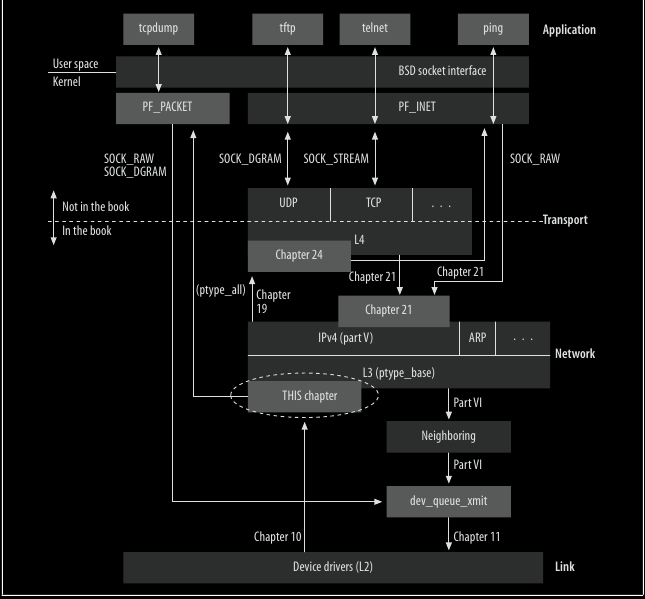 tcpdump
tftp
telnet
ping
Application
User space
Kernel
BSD socket interface
PF_PACKET
PF_INET
SOCK_RAW
SOCK_DGRAM
SOCK_DGRAM
SOCK_STREAM
SOCK_RAW
Not in the book
In the book
UDP
TCP
. . .
Transport
L4
Chapter 24
Chapter 21
Chapter 21
(ptype_all)
Chapter
19
Chapter 21
IPv4 (part V)
ARP
. . .
Network
L3 (ptype_base)
THIS chapter
Part VI
Neighboring
Part VI
dev_queue_xmit
Chapter 10
Chapter 11
Device drivers (L2)
Link